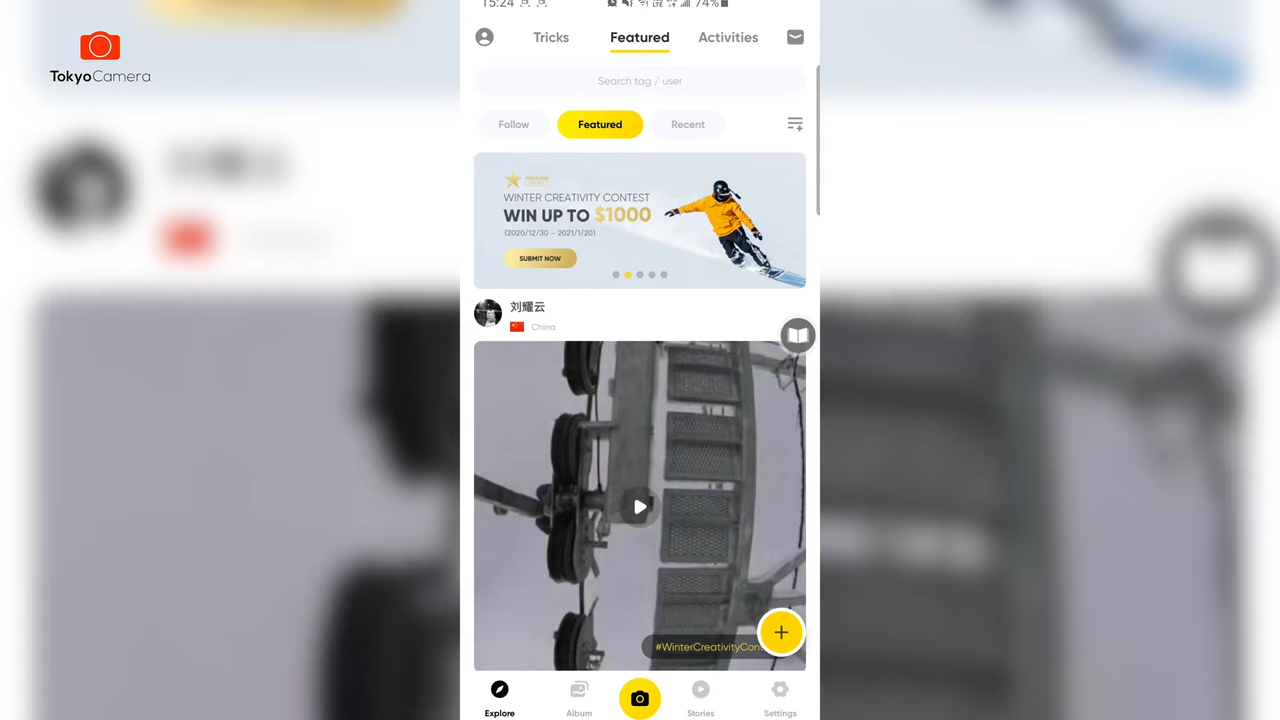 15:24
74%
TokyoCamera
Tricks
Featured
Activities
Search tag / user
Follow
Featured
Recent
WINTER CREATIVITY CONTEST
WIN UP TO $1000
(2020/12/30 – 2021/1/20)
SUBMIT NOW
刘耀云
China
#WinterCreativityCon
Explore
Album
Stories
Settings